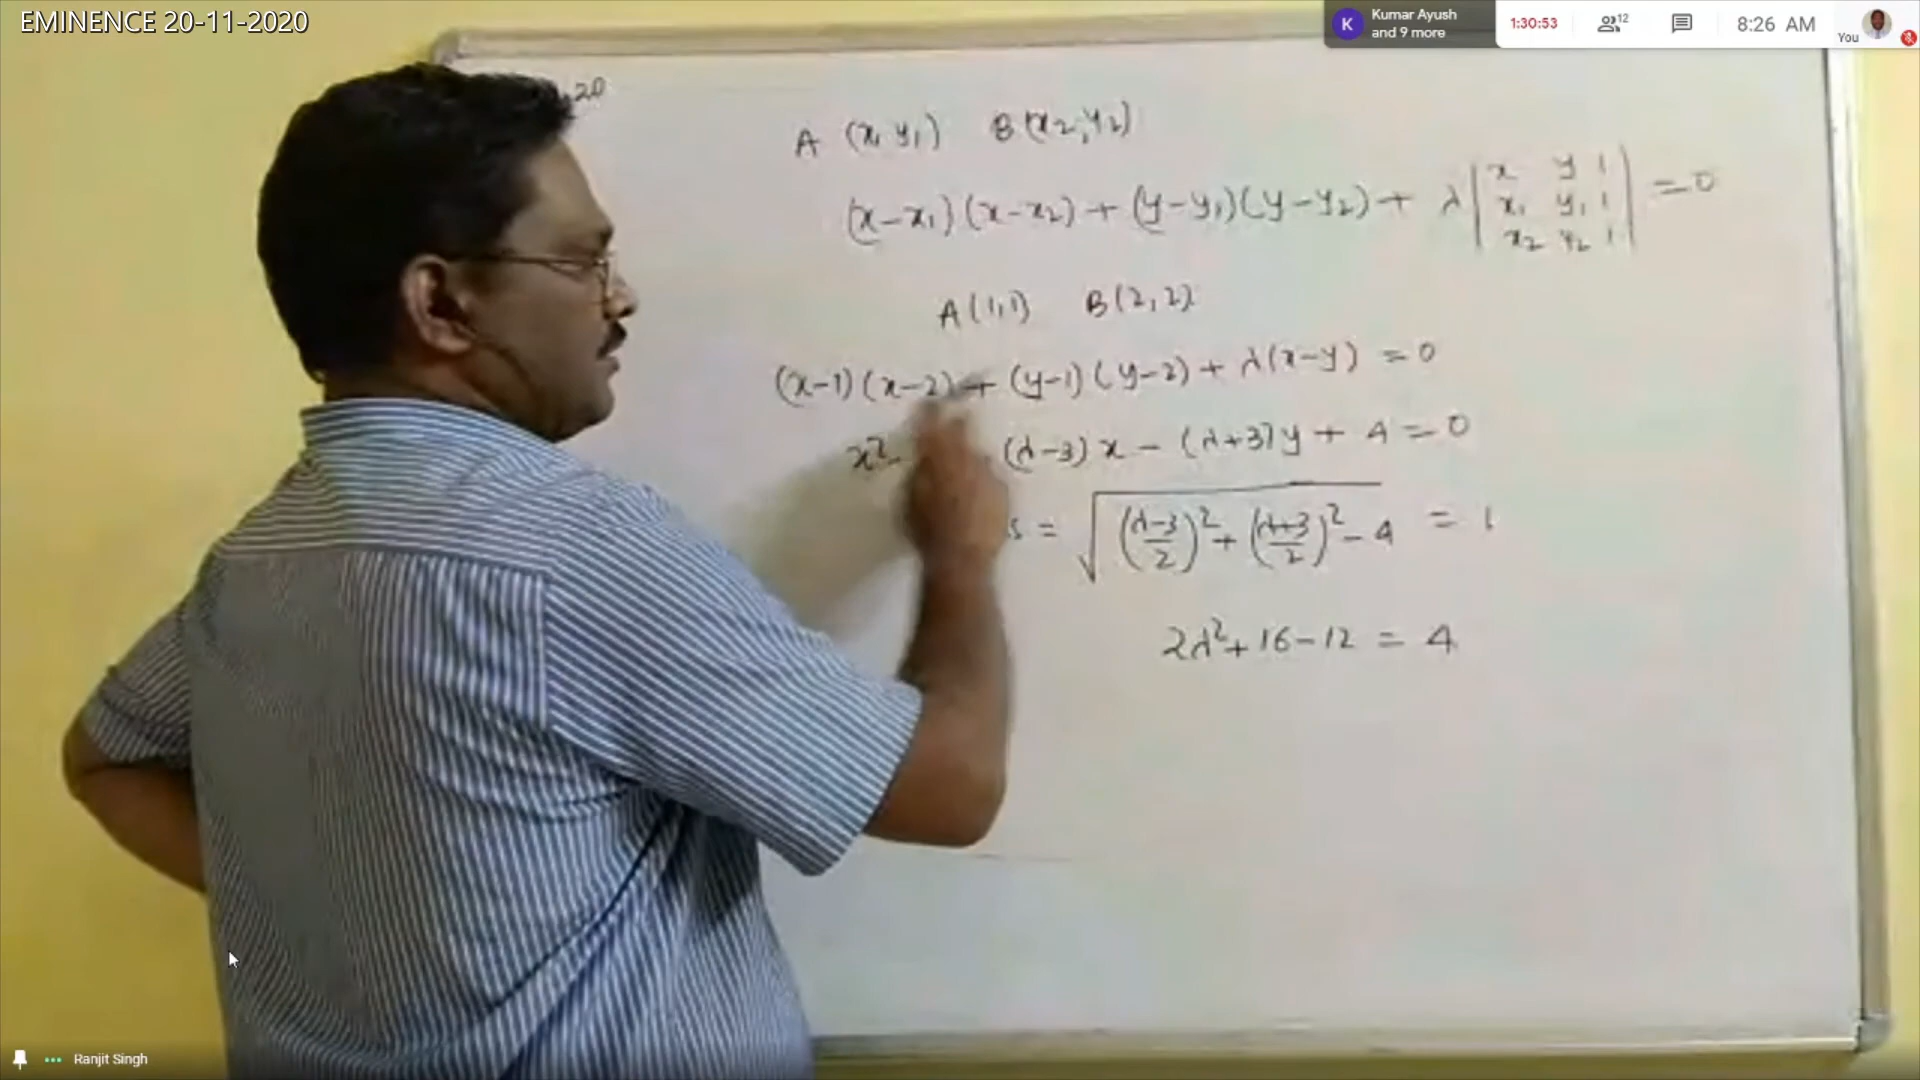 EMINENCE 20-11-2020
K Kumar Ayush and 9 more
1:30:53
12
8:26 AM
You
20
A (x, y₁) B (x₂, y₂)
(x-x₁)(x-x₂) + (y-y₁)(y-y₂) + λ | x y 1 | = 0
x₁ y₁ 1
x₂ y₂ 1
A (1,1) B (2,2)
(x-1)(x-2) + (y-1)(y-2) + λ(x-y) = 0
x² (λ-3)x - (λ+3)y + 4 = 0
s = √((λ-3)/2)² + ((λ+3)/2)² - 4 = 1
2λ² + 16 - 12 = 4
Ranjit Singh